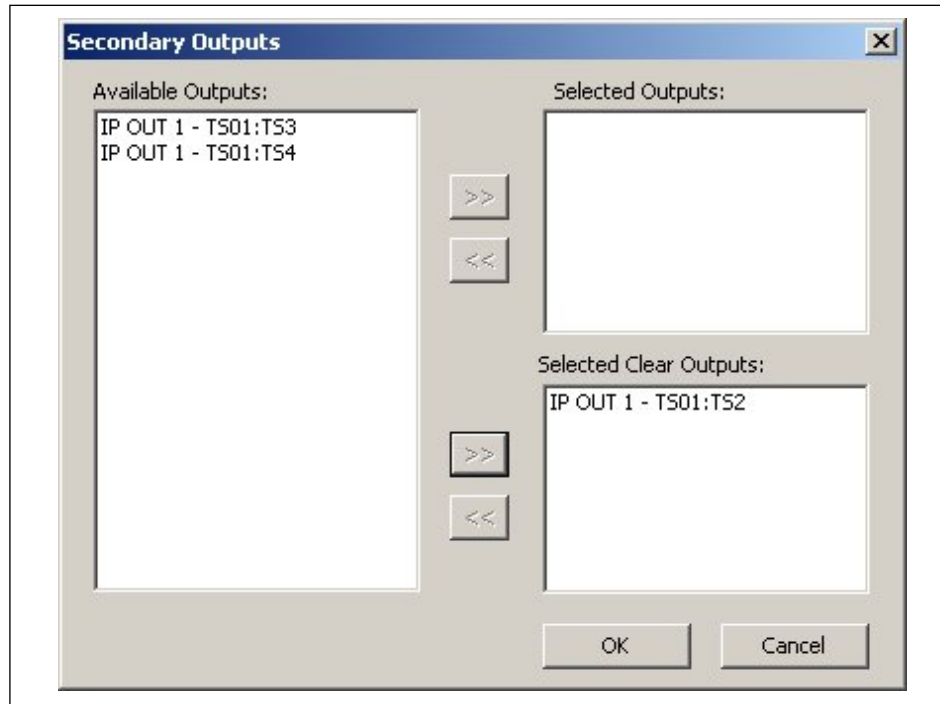 Secondary Outputs
Available Outputs:
IP OUT 1 - TS01:TS3
IP OUT 1 - TS01:TS4
>>
<<
Selected Outputs:
Selected Clear Outputs:
IP OUT 1 - TS01:TS2
>>
<<
OK
Cancel